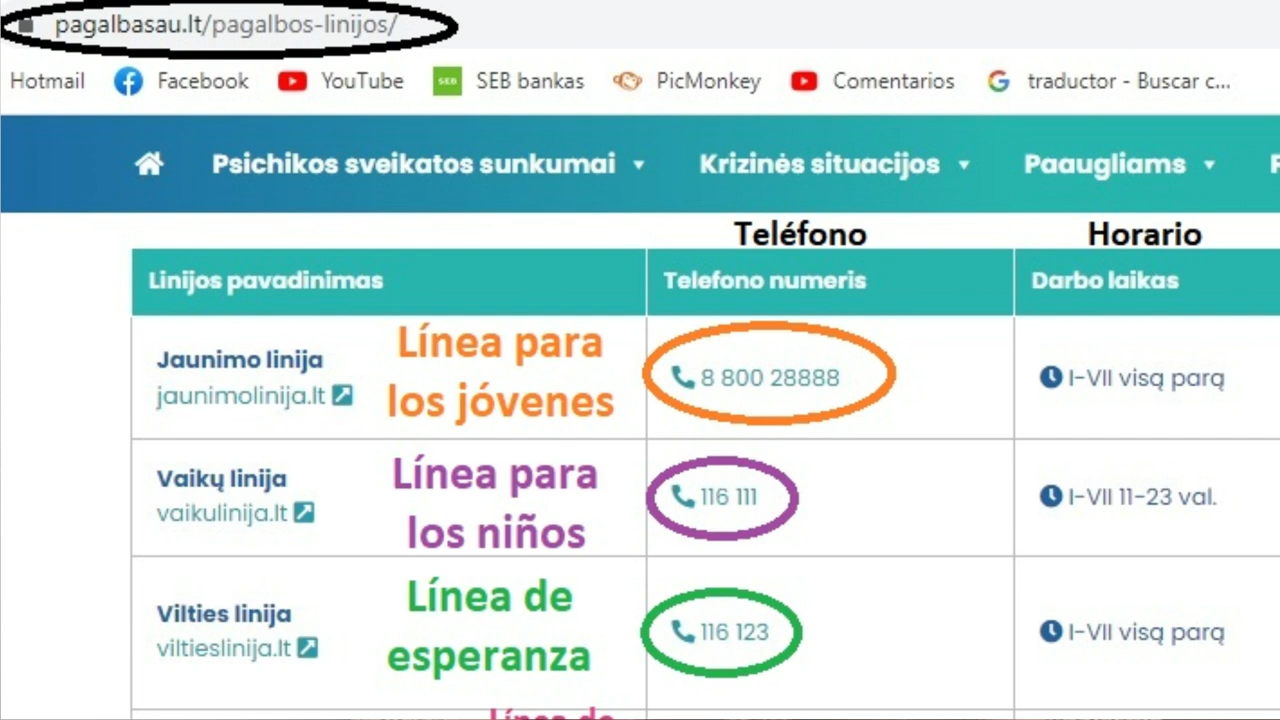 pagalbasau.lt/pagalbos-linijos/
Hotmail Facebook YouTube SEB SEB bankas PicMonkey Comentarios traductor - Buscar c...
Psichikos sveikatos sunkumai Krizinės situacijos Paaugliams
Teléfono Horario
Linijos pavadinimas Telefono numeris Darbo laikas
Jaunimo linija
jaunimolinija.lt
Línea para
los jóvenes
8 800 28888
I-VII visą parą
Vaikų linija
vaikulinija.lt
Línea para
los niños
116 111
I-VII 11-23 val.
Vilties linija
viltieslinija.lt
Línea de
esperanza
116 123
I-VII visą parą
Línea de